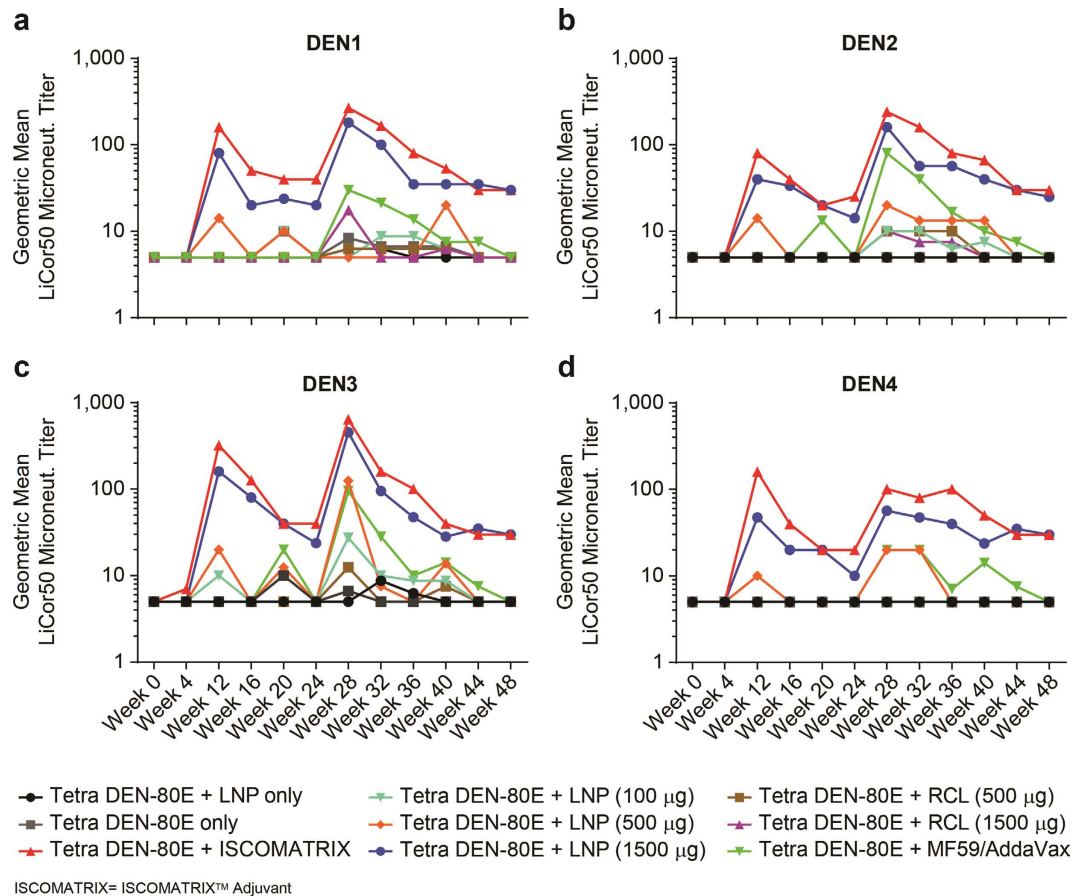 a
DEN1
1,000
100
10
1
Geometric Mean
LiCor50 Microneut. Titer
b
DEN2
1,000
100
10
1
Geometric Mean
LiCor50 Microneut. Titer
c
DEN3
1,000
100
10
1
Geometric Mean
LiCor50 Microneut. Titer
Week 0
Week 4
Week 12
Week 16
Week 20
Week 24
Week 28
Week 32
Week 36
Week 40
Week 44
Week 48
d
DEN4
1,000
100
10
1
Geometric Mean
LiCor50 Microneut. Titer
Week 0
Week 4
Week 12
Week 16
Week 20
Week 24
Week 28
Week 32
Week 36
Week 40
Week 44
Week 48
Tetra DEN-80E + LNP only
Tetra DEN-80E only
Tetra DEN-80E + ISCOMATRIX
Tetra DEN-80E + LNP (100 µg)
Tetra DEN-80E + LNP (500 µg)
Tetra DEN-80E + LNP (1500 µg)
Tetra DEN-80E + RCL (500 µg)
Tetra DEN-80E + RCL (1500 µg)
Tetra DEN-80E + MF59/AddaVax
ISCOMATRIX= ISCOMATRIX™ Adjuvant